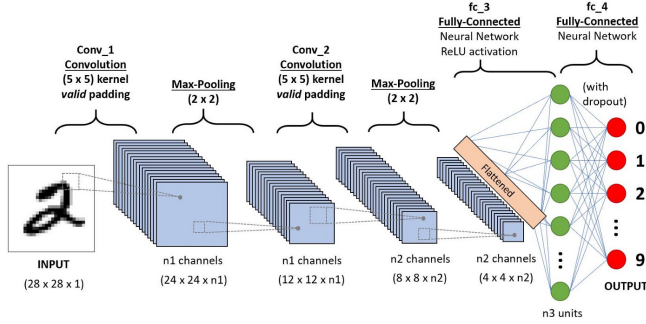 fc_3
Fully-Connected
Neural Network
ReLU activation
fc_4
Fully-Connected
Neural Network
Conv_1
Convolution
(5 x 5) kernel
valid padding
Max-Pooling
(2 x 2)
Conv_2
Convolution
(5 x 5) kernel
valid padding
Max-Pooling
(2 x 2)
(with
dropout)
Flattened
2
0
1
2
...
9
...
INPUT
(28 x 28 x 1)
n1 channels
(24 x 24 x n1)
n1 channels
(12 x 12 x n1)
n2 channels
(8 x 8 x n2)
n2 channels
(4 x 4 x n2)
n3 units
OUTPUT